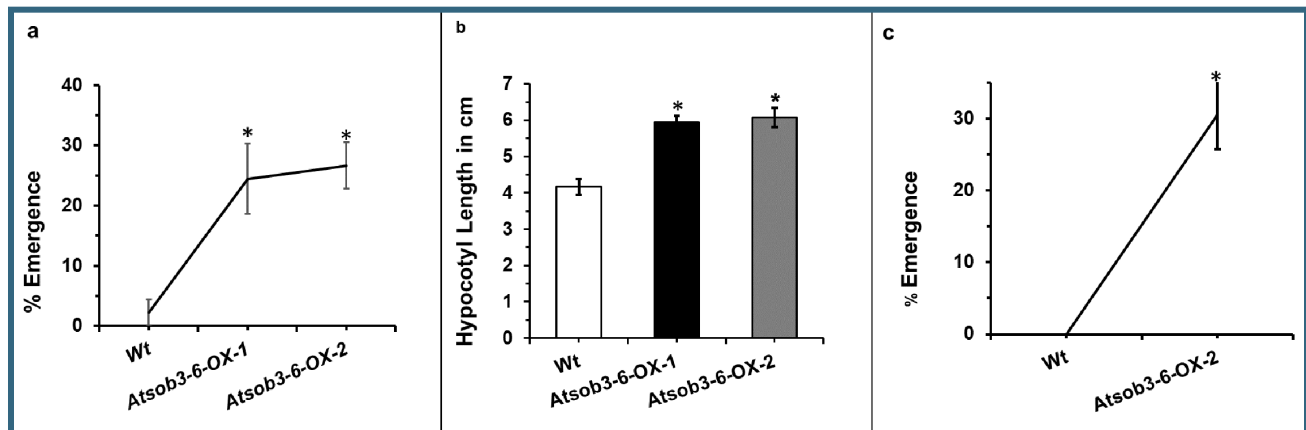 a
% Emergence
40
30
20
10
0
*
*
Wt
Atsob3-6-OX-1
Atsob3-6-OX-2
b
Hypocotyl Length in cm
7
6
5
4
3
2
1
0
*
*
Wt
Atsob3-6-OX-1
Atsob3-6-OX-2
c
% Emergence
30
20
10
0
*
Wt
Atsob3-6-OX-2